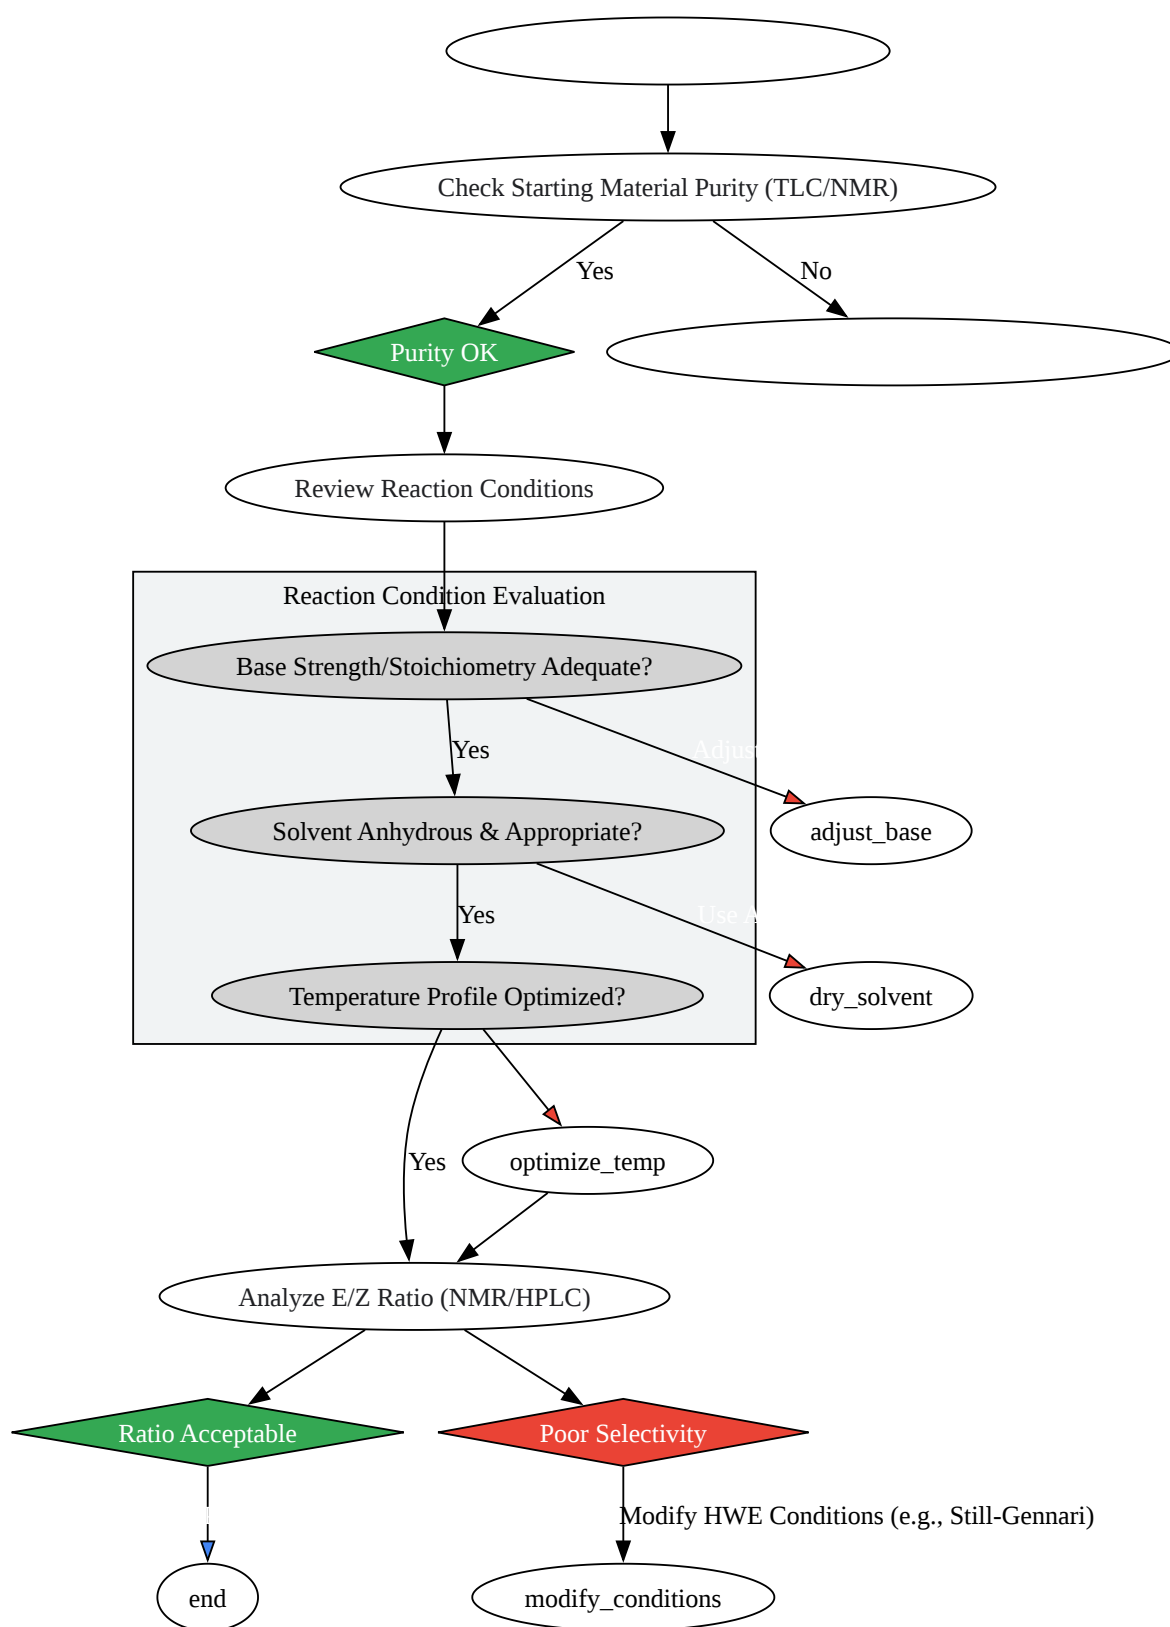 Check Starting Material Purity (TLC/NMR)
Yes
No
Purity OK
Review Reaction Conditions
Reaction Condition Evaluation
Base Strength/Stoichiometry Adequate?
Yes
Adjust
Solvent Anhydrous & Appropriate?
adjust_base
Yes
Use A
Temperature Profile Optimized?
dry_solvent
Yes
optimize_temp
Analyze E/Z Ratio (NMR/HPLC)
Ratio Acceptable
Poor Selectivity
Modify HWE Conditions (e.g., Still-Gennari)
end
modify_conditions